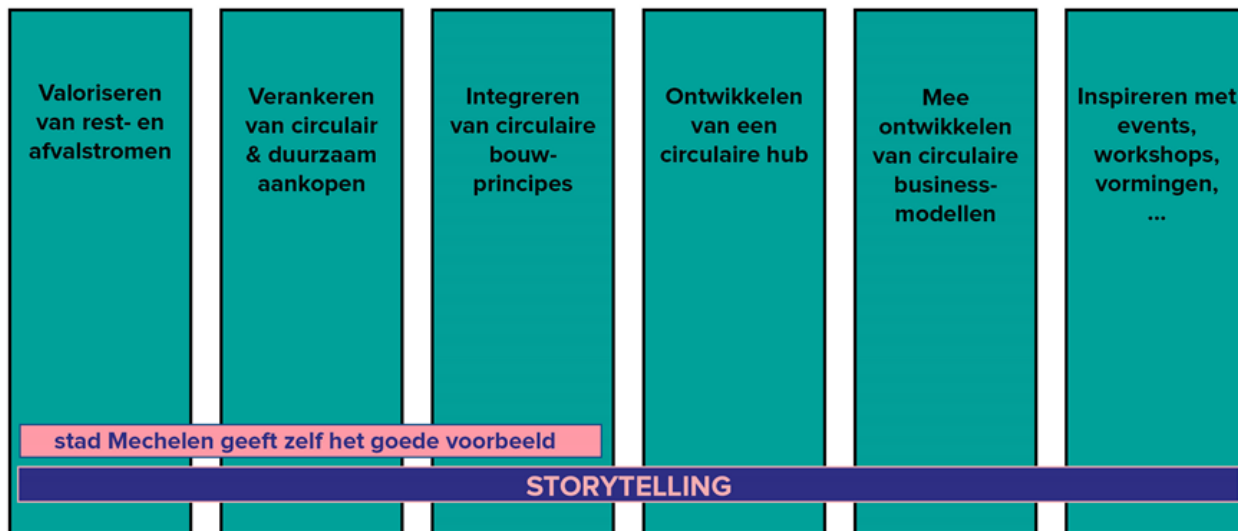 Valoriseren
van rest- en
afvalstromen
Verankeren
van circulair
& duurzaam
aankopen
Integreren
van circulaire
bouw-
principes
Ontwikkelen
van een
circulaire hub
Mee
ontwikkelen
van circulaire
business-
modellen
Inspireren met
events,
workshops,
vormingen,
...
stad Mechelen geeft zelf het goede voorbeeld
STORYTELLING